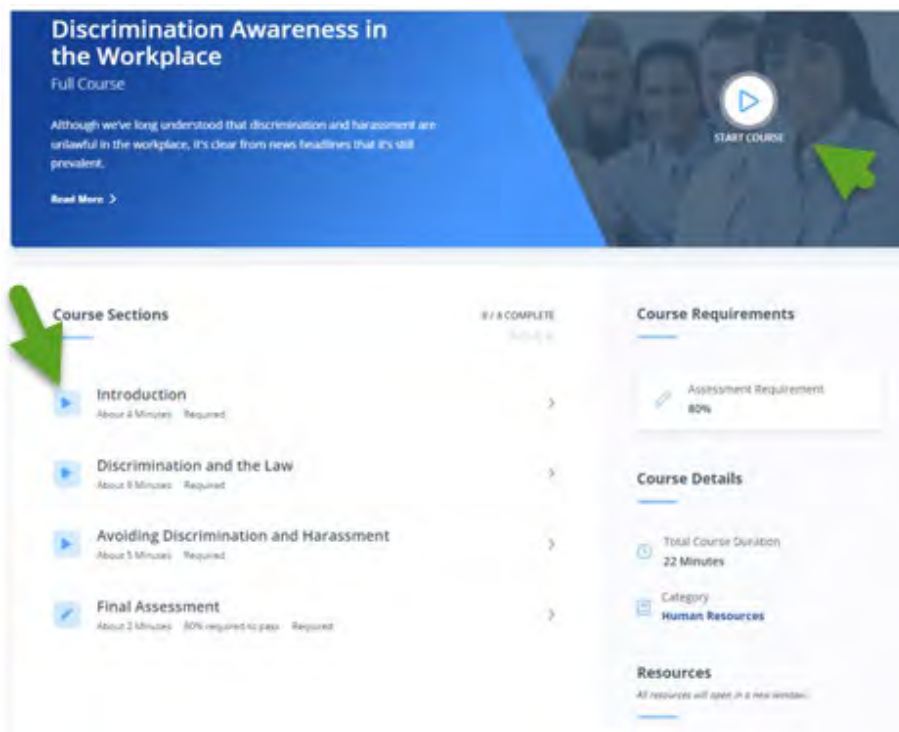 Discrimination Awareness in
the Workplace
Full Course
Although we've long understood that discrimination and harassment are
unlawful in the workplace, it's clear from news headlines that it's still
prevalent.
Read More >
START COURSE
Course Sections
COMPLETE
Introduction
About 4 Minutes Required
Discrimination and the Law
About Minutes Required
Avoiding Discrimination and Harassment
About 5 Minutes Required
Final Assessment
About 2 Minutes 80% required to pass Required
Course Requirements
Assessment Requirement
80%
Course Details
Total Course Duration
22 Minutes
Category
Human Resources
Resources
All resources will open in a new window.